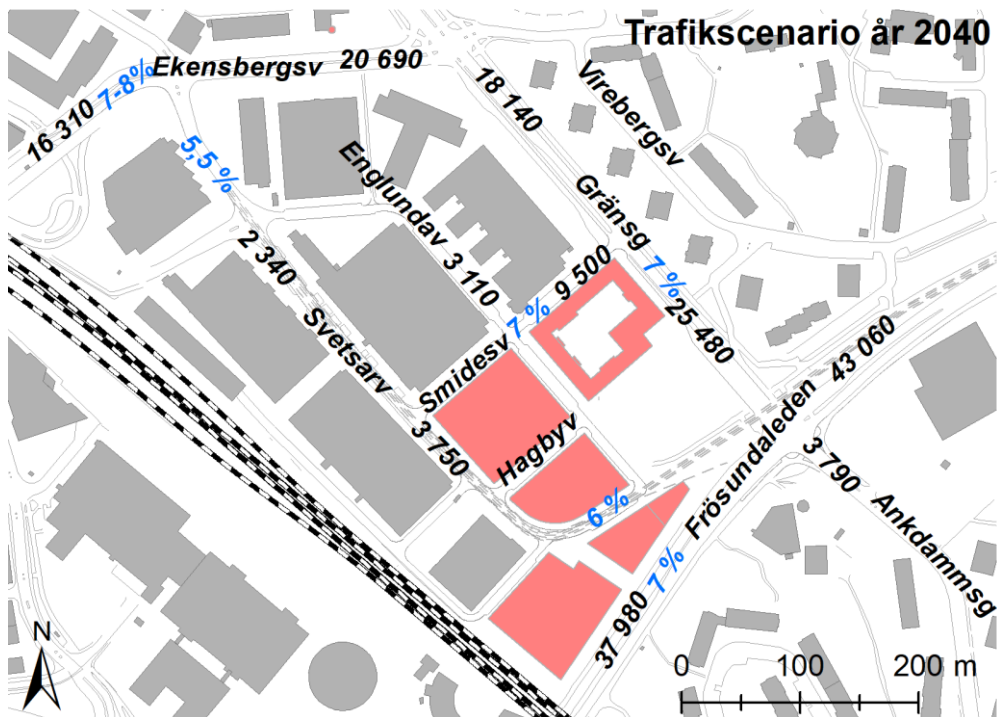 Trafikscenario år 2040
Ekensbergsv 20 690
16 310 7-8%
18 140
Virebergsv
5,5 %
Englundav 3 110
Gränsg 7 % 25 480
2 340
Svetsarv
3 750
Smidesv 7 % 9 500
Hagbyv
6 %
37 980 7 % Frösundaleden 43 060
3 790 Ankdammsg
N
0 100 200 m